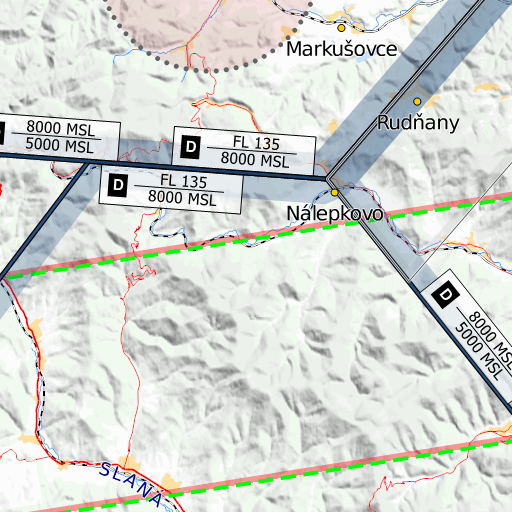 Markušovce
Rudňany
8000 MSL
5000 MSL
D
FL 135
8000 MSL
D
FL 135
8000 MSL
Nálepkovo
D
8000 MSL
5000 MSL
SLANÁ